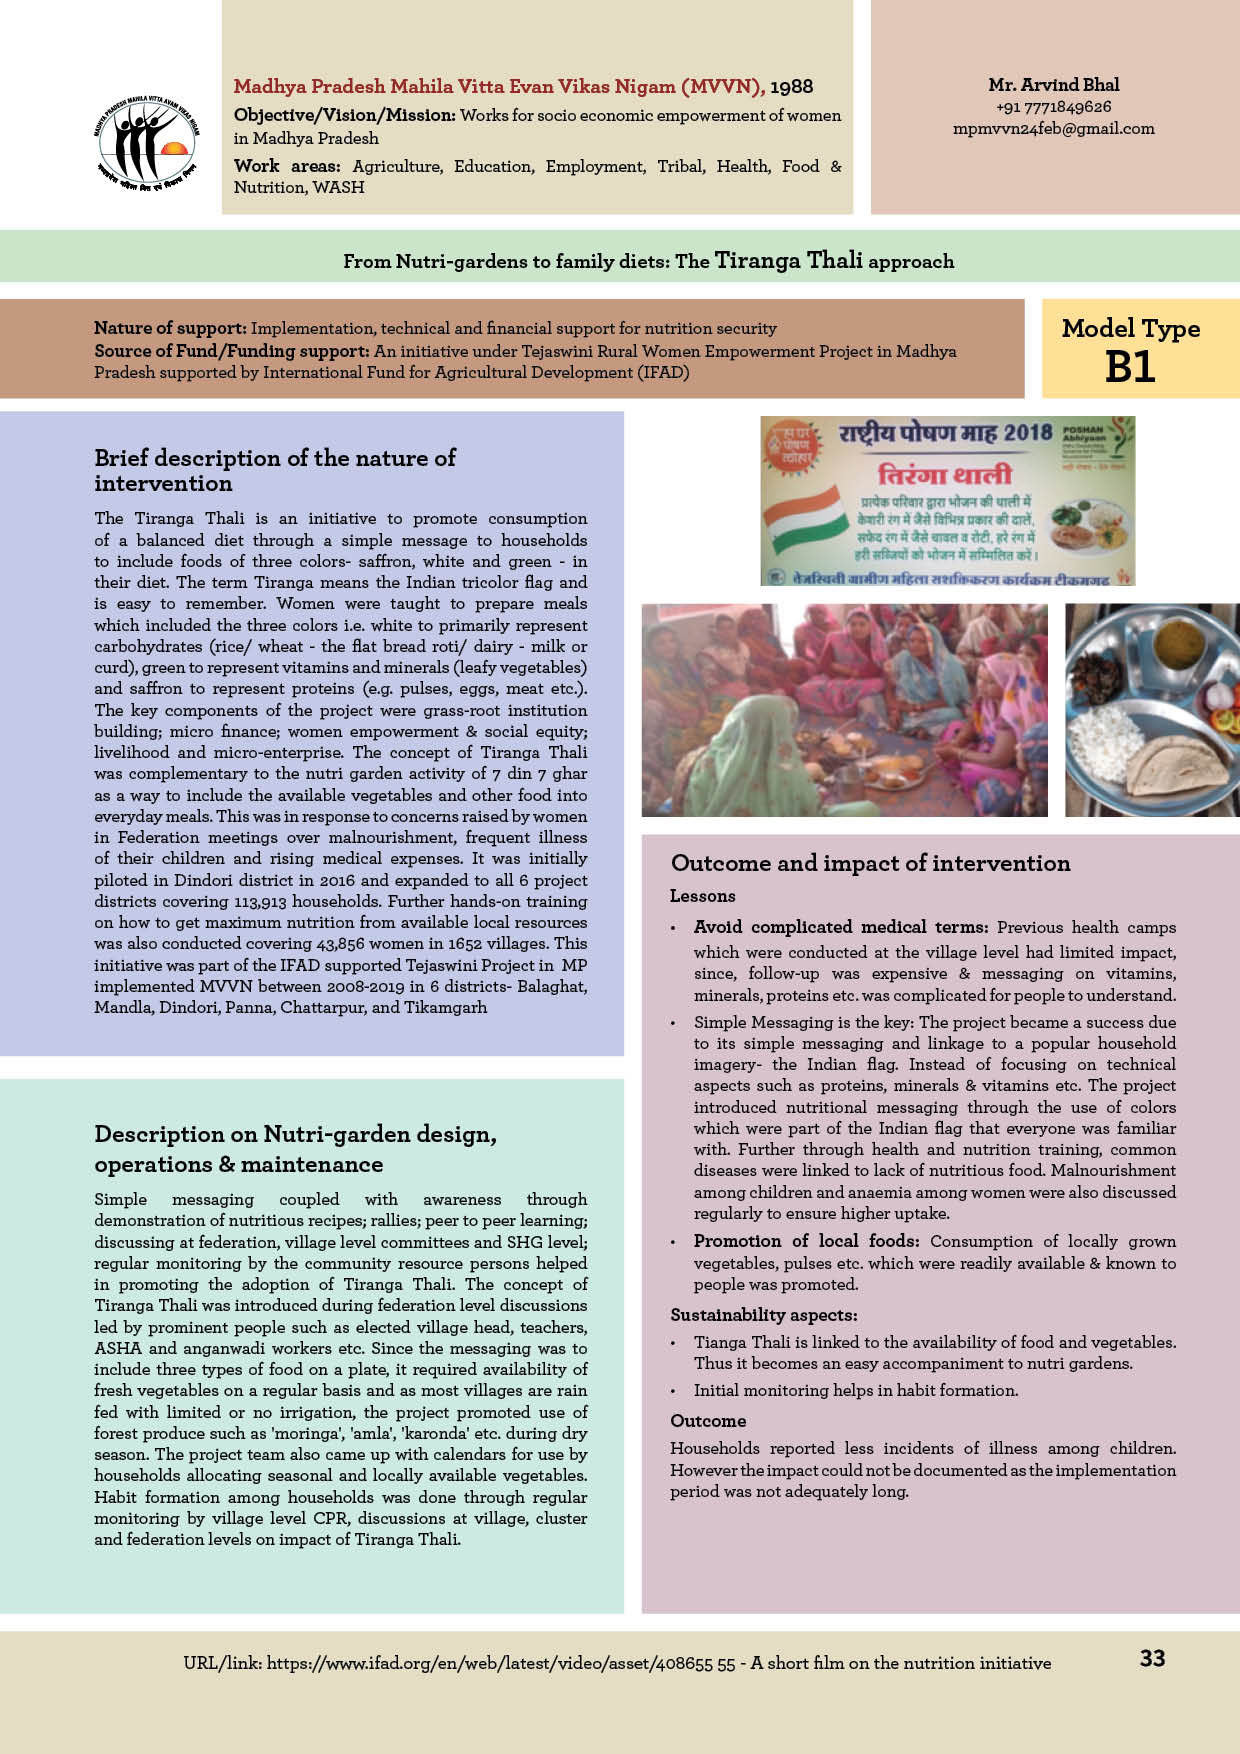 MADHYA PRADESH MAHILA VITTA AVAM VIKAS NIGAM
Madhya Pradesh Mahila Vitta Evan Vikas Nigam (MVVN), 1988
Objective/Vision/Mission: Works for socio economic empowerment of women
in Madhya Pradesh
Work areas: Agriculture, Education, Employment, Tribal, Health, Food &
Nutrition, WASH
Mr. Arvind Bhal
+91 7771849626
mpmvvn24feb@gmail.com
From Nutri-gardens to family diets: The Tiranga Thali approach
Nature of support: Implementation, technical and financial support for nutrition security
Source of Fund/Funding support: An initiative under Tejaswini Rural Women Empowerment Project in Madhya
Pradesh supported by International Fund for Agricultural Development (IFAD)
Model Type
B1
Brief description of the nature of
intervention
The Tiranga Thali is an initiative to promote consumption
of a balanced diet through a simple message to households
to include foods of three colors- saffron, white and green - in
their diet. The term Tiranga means the Indian tricolor flag and
is easy to remember. Women were taught to prepare meals
which included the three colors i.e. white to primarily represent
carbohydrates (rice/ wheat - the flat bread roti/ dairy - milk or
curd), green to represent vitamins and minerals (leafy vegetables)
and saffron to represent proteins (e.g. pulses, eggs, meat etc.).
The key components of the project were grass-root institution
building; micro finance; women empowerment & social equity;
livelihood and micro-enterprise. The concept of Tiranga Thali
was complementary to the nutri garden activity of 7 din 7 ghar
as a way to include the available vegetables and other food into
everyday meals. This was in response to concerns raised by women
in Federation meetings over malnourishment, frequent illness
of their children and rising medical expenses. It was initially
piloted in Dindori district in 2016 and expanded to all 6 project
districts covering 113,913 households. Further hands-on training
on how to get maximum nutrition from available local resources
was also conducted covering 43,856 women in 1652 villages. This
initiative was part of the IFAD supported Tejaswini Project in MP
implemented MVVN between 2008-2019 in 6 districts- Balaghat,
Mandla, Dindori, Panna, Chattarpur, and Tikamgarh
Description on Nutri-garden design,
operations & maintenance
Simple messaging coupled with awareness through
demonstration of nutritious recipes; rallies; peer to peer learning;
discussing at federation, village level committees and SHG level;
regular monitoring by the community resource persons helped
in promoting the adoption of Tiranga Thali. The concept of
Tiranga Thali was introduced during federation level discussions
led by prominent people such as elected village head, teachers,
ASHA and anganwadi workers etc. Since the messaging was to
include three types of food on a plate, it required availability of
fresh vegetables on a regular basis and as most villages are rain
fed with limited or no irrigation, the project promoted use of
forest produce such as 'moringa', 'amla', 'karonda' etc. during dry
season. The project team also came up with calendars for use by
households allocating seasonal and locally available vegetables.
Habit formation among households was done through regular
monitoring by village level CPR, discussions at village, cluster
and federation levels on impact of Tiranga Thali.
हर घर
पोषण
त्योहार
राष्ट्रीय पोषण माह 2018
POSHAN
Abhiyaan
तिरंगा थाली
प्रत्येक परिवार द्वारा भोजन की थाली में
केशरी रंग में जैसे विभिन्न प्रकार की दालें,
सफेद रंग में जैसे चावल व रोटी, हरे रंग में
हरी सब्जियों को भोजन में सम्मिलित करें।
तेजस्विनी ग्रामीण महिला सशक्तिकरण कार्यक्रम टीकमगढ़
Outcome and impact of intervention
Lessons
• Avoid complicated medical terms: Previous health camps
which were conducted at the village level had limited impact,
since, follow-up was expensive & messaging on vitamins,
minerals, proteins etc. was complicated for people to understand.
• Simple Messaging is the key: The project became a success due
to its simple messaging and linkage to a popular household
imagery- the Indian flag. Instead of focusing on technical
aspects such as proteins, minerals & vitamins etc. The project
introduced nutritional messaging through the use of colors
which were part of the Indian flag that everyone was familiar
with. Further through health and nutrition training, common
diseases were linked to lack of nutritious food. Malnourishment
among children and anaemia among women were also discussed
regularly to ensure higher uptake.
• Promotion of local foods: Consumption of locally grown
vegetables, pulses etc. which were readily available & known to
people was promoted.
Sustainability aspects:
• Tianga Thali is linked to the availability of food and vegetables.
Thus it becomes an easy accompaniment to nutri gardens.
• Initial monitoring helps in habit formation.
Outcome
Households reported less incidents of illness among children.
However the impact could not be documented as the implementation
period was not adequately long.
URL/link: https://www.ifad.org/en/web/latest/video/asset/408655 55 - A short film on the nutrition initiative
33